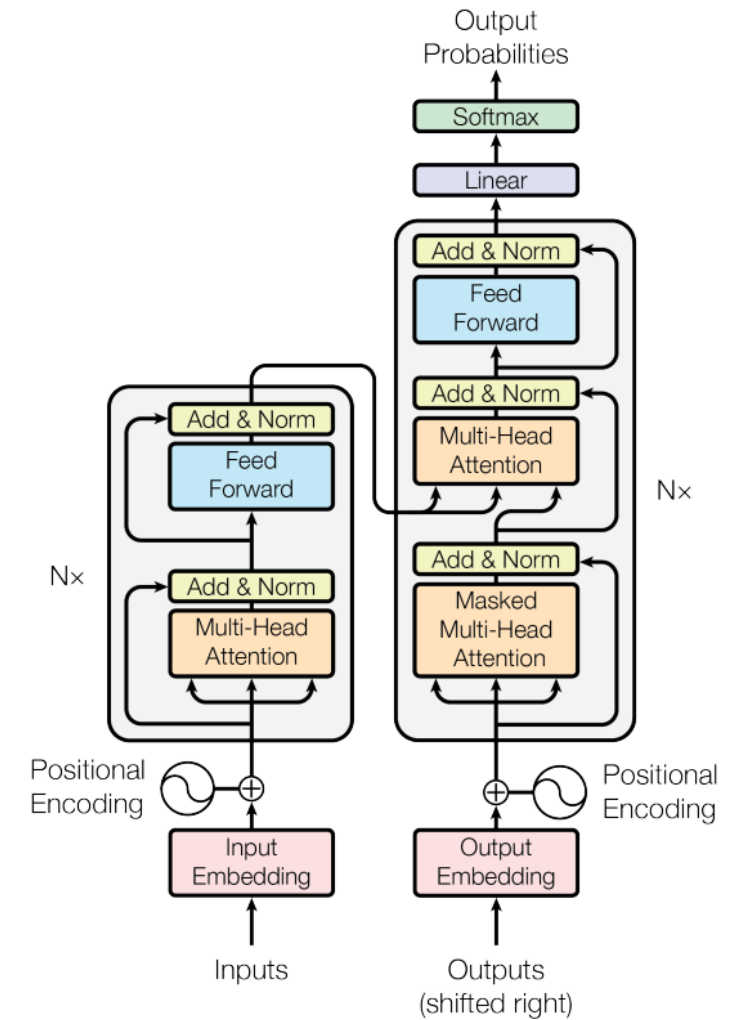 Output
Probabilities
Softmax
Linear
Add & Norm
Feed
Forward
Add & Norm
Multi-Head
Attention
Add & Norm
Masked
Multi-Head
Attention
N×
Add & Norm
Feed
Forward
Add & Norm
Multi-Head
Attention
N×
Positional
Encoding
Positional
Encoding
Input
Embedding
Output
Embedding
Inputs
Outputs
(shifted right)